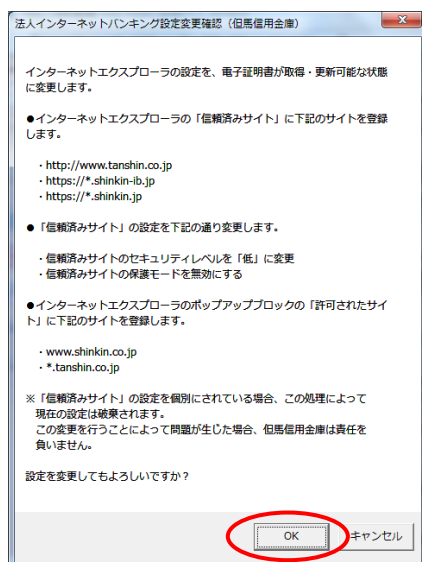 法人インターネットバンキング設定変更確認（但馬信用金庫）
インターネットエクスプローラの設定を、電子証明書が取得・更新可能な状態
に変更します。
●インターネットエクスプローラの「信頼済みサイト」に下記のサイトを登録
します。
・http://www.tanshin.co.jp
・https://*.shinkin-ib.jp
・https://*.shinkin.jp
●「信頼済みサイト」の設定を下記の通り変更します。
・信頼済みサイトのセキュリティレベルを「低」に変更
・信頼済みサイトの保護モードを無効にする
●インターネットエクスプローラのポップアップブロックの「許可されたサイ
ト」に下記のサイトを登録します。
・www.shinkin.co.jp
・*.tanshin.co.jp
※「信頼済みサイト」の設定を個別にされている場合、この処理によって
現在の設定は破棄されます。
この変更を行うことによって問題が生じた場合、但馬信用金庫は責任を
負いません。
設定を変更してもよろしいですか？
OK
キャンセル